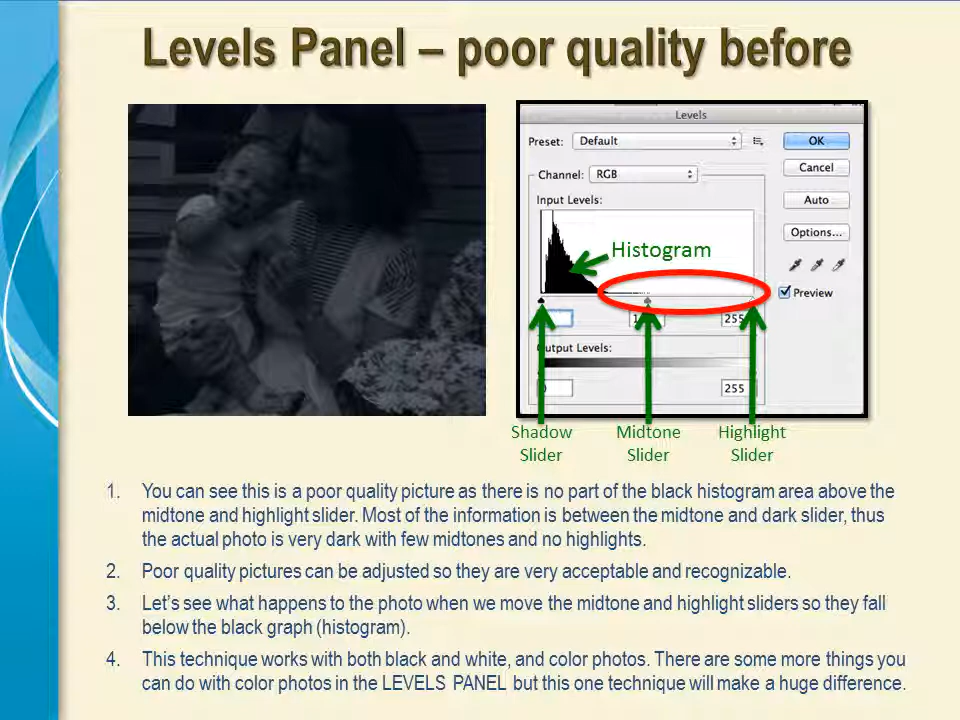 Levels Panel – poor quality before
Levels
Preset: Default
OK
Cancel
Auto
Options...
Preview
Channel: RGB
Input Levels:
Histogram
255
Output Levels:
255
Shadow
Slider
Midtone
Slider
Highlight
Slider
1. You can see this is a poor quality picture as there is no part of the black histogram area above the
midtone and highlight slider. Most of the information is between the midtone and dark slider, thus
the actual photo is very dark with few midtones and no highlights.
2. Poor quality pictures can be adjusted so they are very acceptable and recognizable.
3. Let’s see what happens to the photo when we move the midtone and highlight sliders so they fall
below the black graph (histogram).
4. This technique works with both black and white, and color photos. There are some more things you
can do with color photos in the LEVELS PANEL but this one technique will make a huge difference.